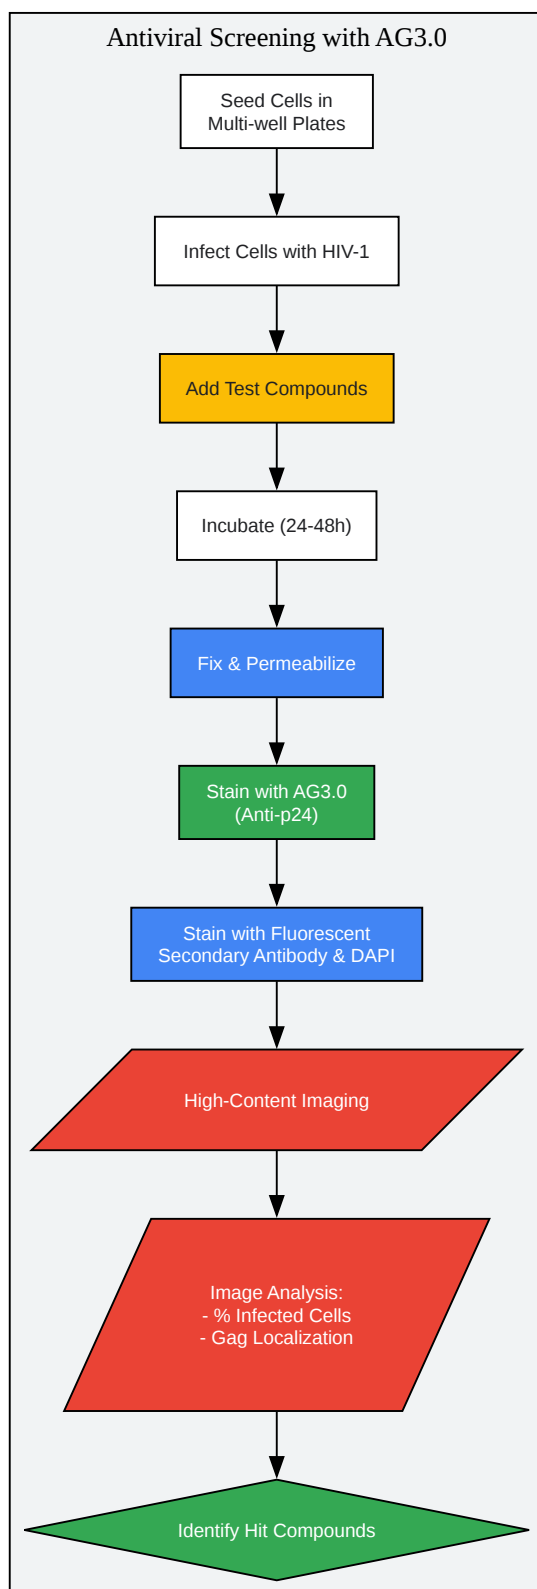 Antiviral Screening with AG3.0
Seed Cells in
Multi-well Plates
Infect Cells with HIV-1
Add Test Compounds
Incubate (24-48h)
Fix & Permeabilize
Stain with AG3.0
(Anti-p24)
Stain with Fluorescent
Secondary Antibody & DAPI
High-Content Imaging
Image Analysis:
- % Infected Cells
- Gag Localization
Identify Hit Compounds